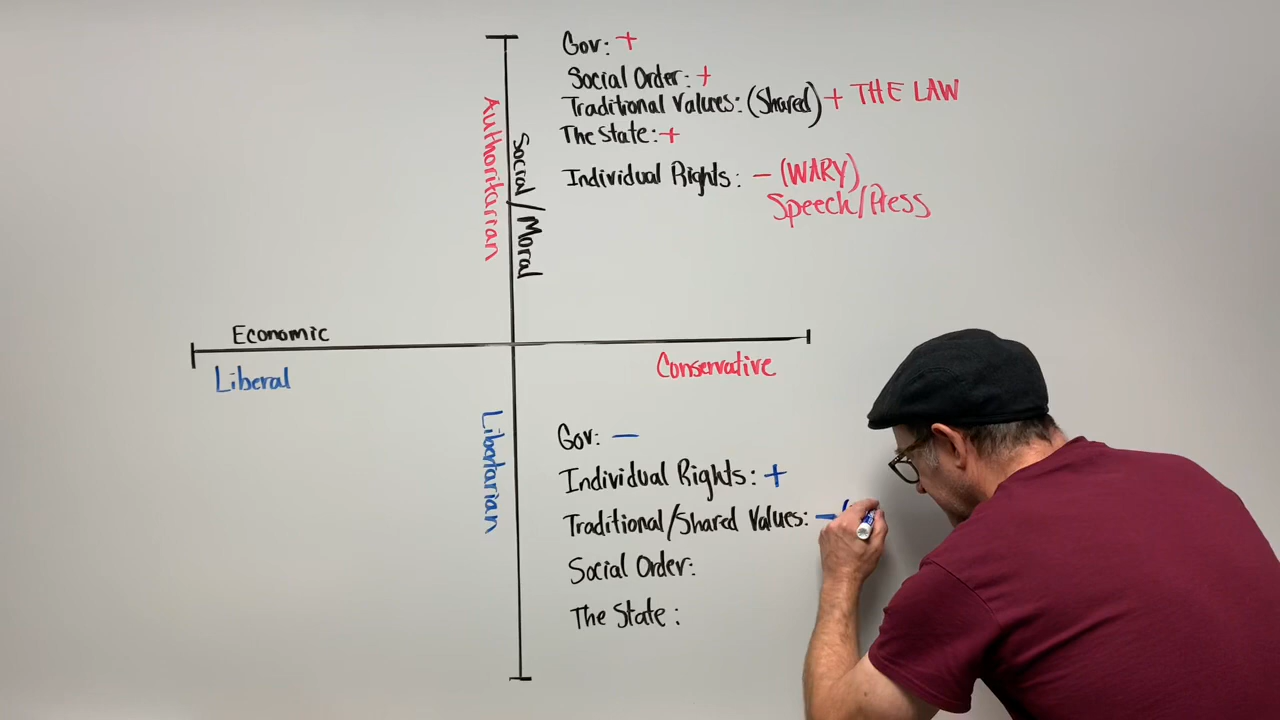 Gov: +
Social Order: +
Traditional Values: (Shared) + THE LAW
The State: +
Individual Rights: - (WARY)
Speech/Press
Authoritarian
Social/Moral
Economic
Liberal
Conservative
Libertarian
Gov: -
Individual Rights: +
Traditional/Shared Values: - (
Social Order:
The State: